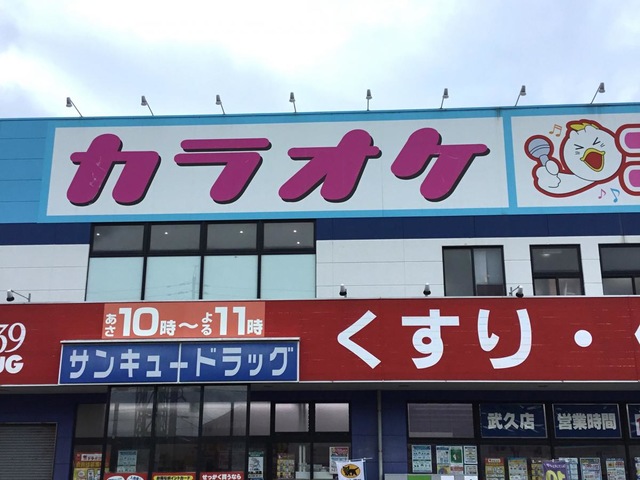 カラオケ
あさ10時～よる11時
39
UG
くすり・
サンキュードラッグ
武久店
営業時間